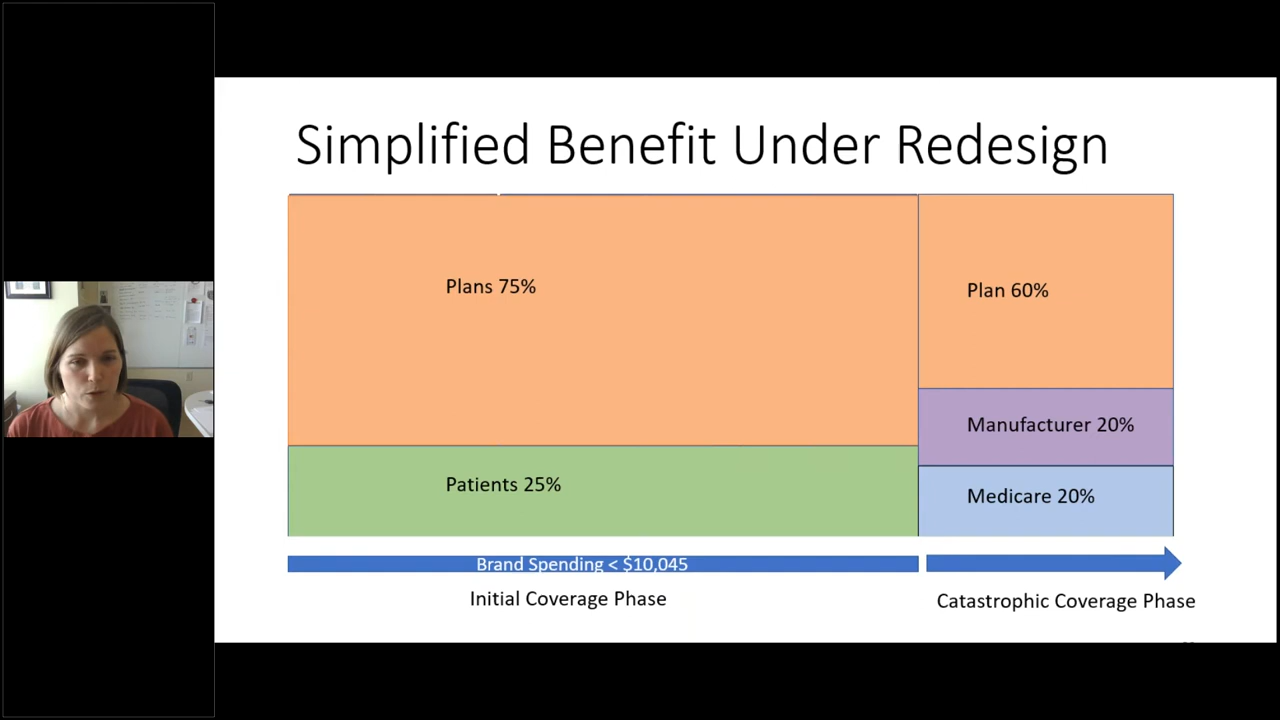 Simplified Benefit Under Redesign
Plans 75%
Plan 60%
Manufacturer 20%
Patients 25%
Medicare 20%
Brand Spending < $10,045
Initial Coverage Phase
Catastrophic Coverage Phase